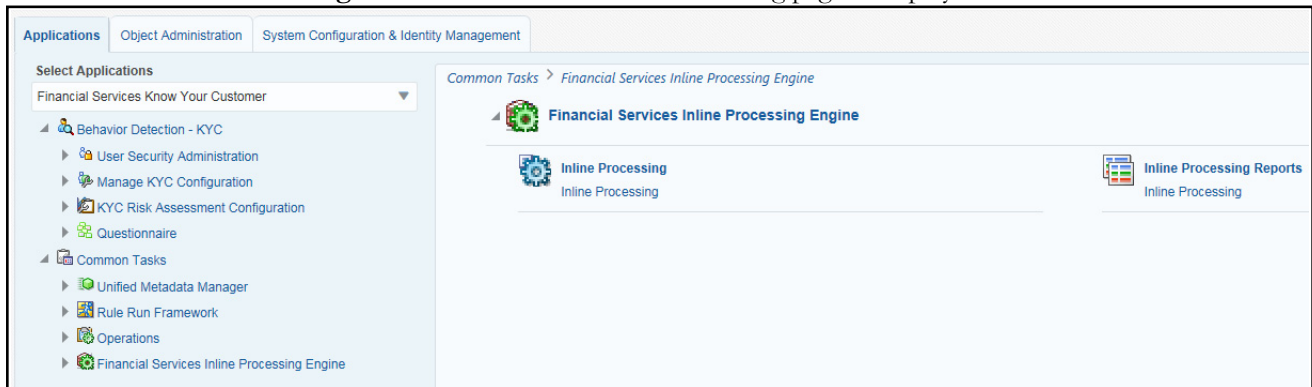 Applications
Object Administration
System Configuration & Identity Management
Select Applications
Financial Services Know Your Customer
Behavior Detection - KYC
User Security Administration
Manage KYC Configuration
KYC Risk Assessment Configuration
Questionnaire
Common Tasks
Unified Metadata Manager
Rule Run Framework
Operations
Financial Services Inline Processing Engine
Common Tasks > Financial Services Inline Processing Engine
Financial Services Inline Processing Engine
Inline Processing
Inline Processing
Inline Processing Reports
Inline Processing